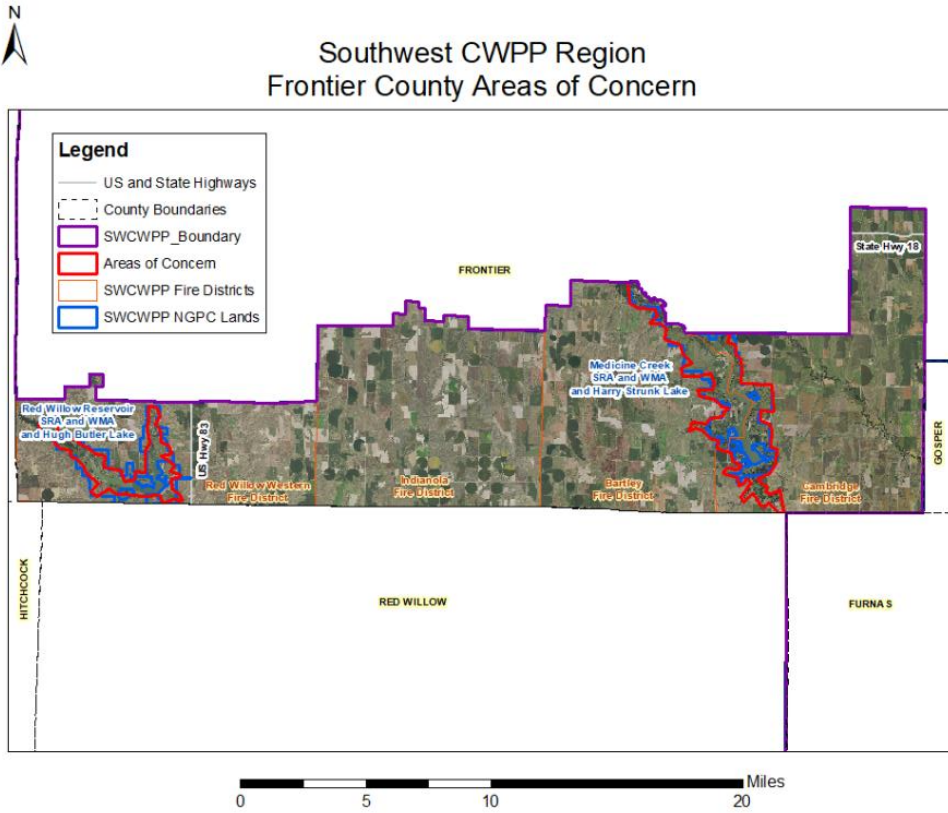 N
Southwest CWPP Region
Frontier County Areas of Concern
Legend
US and State Highways
County Boundaries
SWCWPP_Boundary
Areas of Concern
SWCWPP Fire Districts
SWCWPP NGPC Lands
State Hwy 18
FRONTIER
Medicine Creek
SRA and WMA
and Harry Strunk Lake
Red Willow Reservoir
SRA and WMA
and Hugh Butler Lake
US Hwy 83
GOSPER
Red Willow Western
Fire District
Indianola
Fire District
Bartley
Fire District
Cambridge
Fire District
HITCHCOCK
RED WILLOW
FURNAS
Miles
0 5 10 20